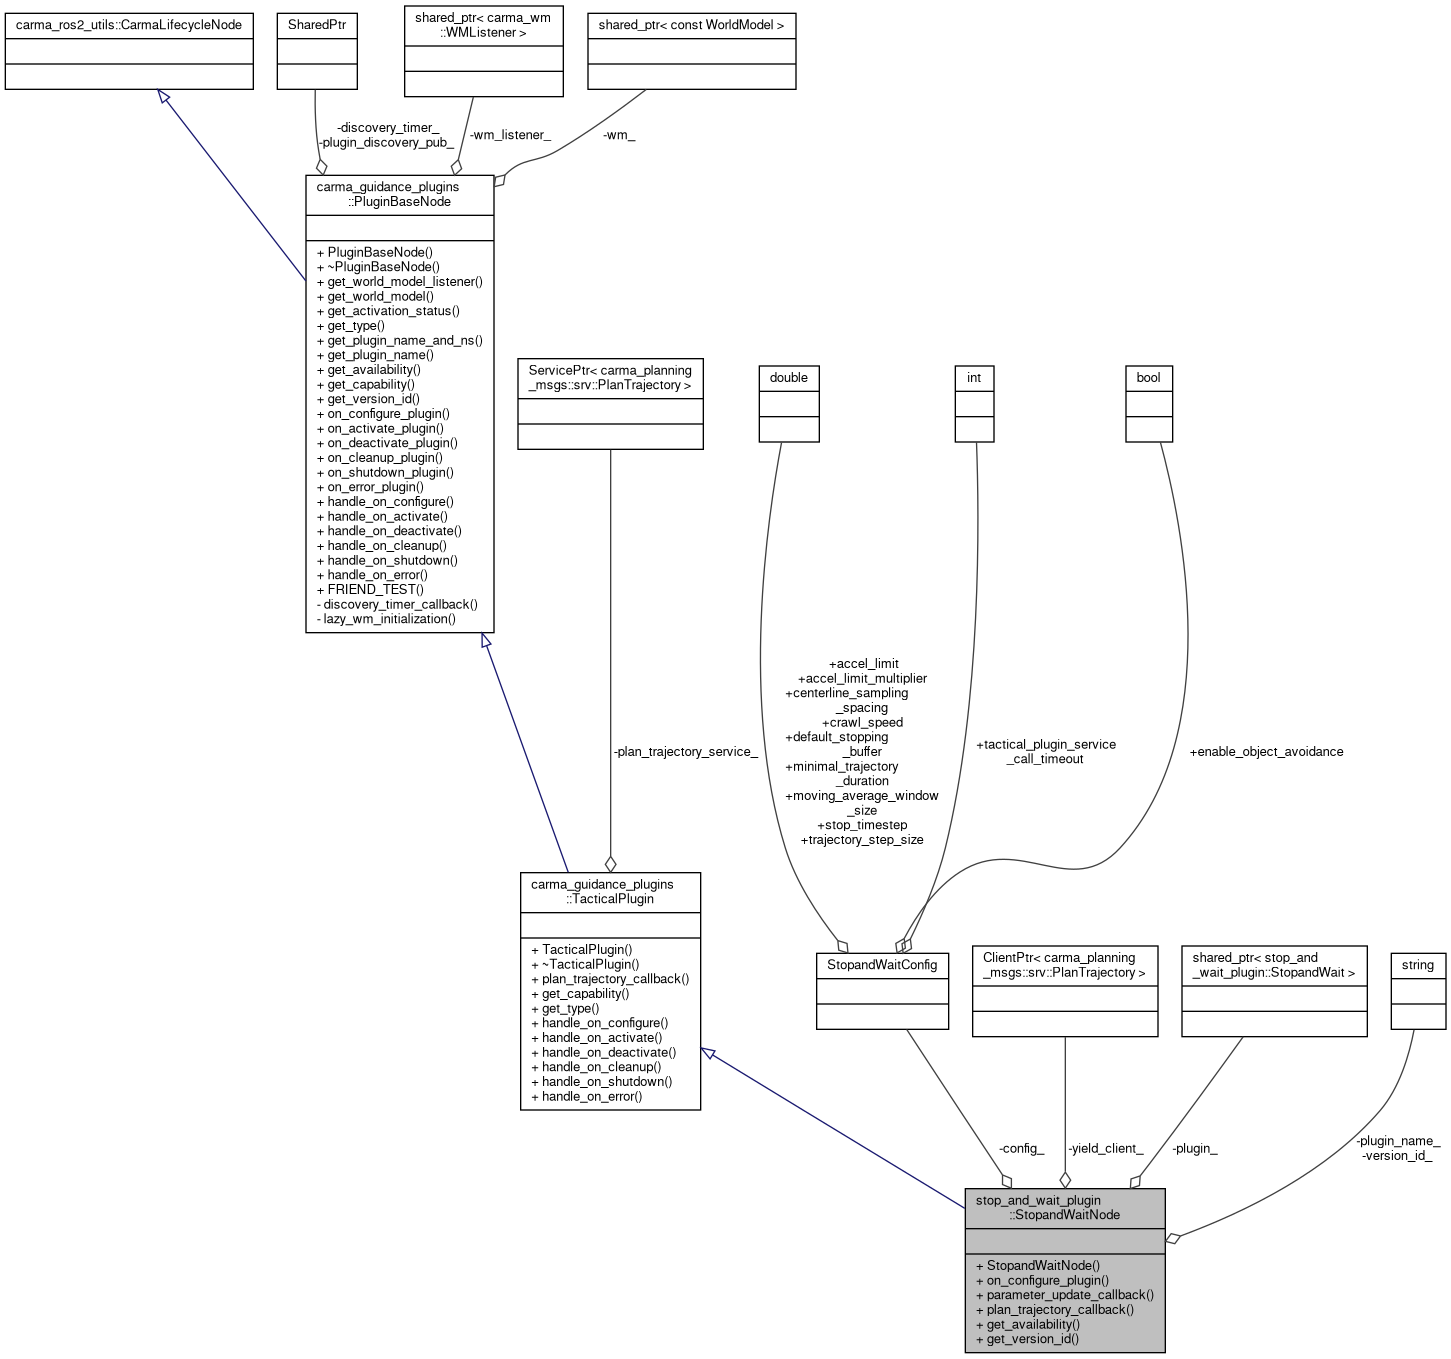 carma_ros2_utils::CarmaLifecycleNode
SharedPtr
shared_ptr< carma_wm
::WMListener >
shared_ptr< const WorldModel >
-discovery_timer_
-plugin_discovery_pub_
-wm_listener_
-wm_
carma_guidance_plugins
::PluginBaseNode
+ PluginBaseNode()
+ ~PluginBaseNode()
+ get_world_model_listener()
+ get_world_model()
+ get_activation_status()
+ get_type()
+ get_plugin_name_and_ns()
+ get_plugin_name()
+ get_availability()
+ get_capability()
+ get_version_id()
+ on_configure_plugin()
+ on_activate_plugin()
+ on_deactivate_plugin()
+ on_cleanup_plugin()
+ on_shutdown_plugin()
+ on_error_plugin()
+ handle_on_configure()
+ handle_on_activate()
+ handle_on_deactivate()
+ handle_on_cleanup()
+ handle_on_shutdown()
+ handle_on_error()
+ FRIEND_TEST()
- discovery_timer_callback()
- lazy_wm_initialization()
ServicePtr< carma_planning
_msgs::srv::PlanTrajectory >
double
int
bool
-plan_trajectory_service_
+accel_limit
+accel_limit_multiplier
+centerline_sampling
_spacing
+crawl_speed
+default_stopping
_buffer
+minimal_trajectory
_duration
+moving_average_window
_size
+stop_timestep
+trajectory_step_size
+tactical_plugin_service
_call_timeout
+enable_object_avoidance
carma_guidance_plugins
::TacticalPlugin
+ TacticalPlugin()
+ ~TacticalPlugin()
+ plan_trajectory_callback()
+ get_capability()
+ get_type()
+ handle_on_configure()
+ handle_on_activate()
+ handle_on_deactivate()
+ handle_on_cleanup()
+ handle_on_shutdown()
+ handle_on_error()
StopandWaitConfig
ClientPtr< carma_planning
_msgs::srv::PlanTrajectory >
shared_ptr< stop_and
_wait_plugin::StopandWait >
string
-config_
-yield_client_
-plugin_
-plugin_name_
-version_id_
stop_and_wait_plugin
::StopandWaitNode
+ StopandWaitNode()
+ on_configure_plugin()
+ parameter_update_callback()
+ plan_trajectory_callback()
+ get_availability()
+ get_version_id()